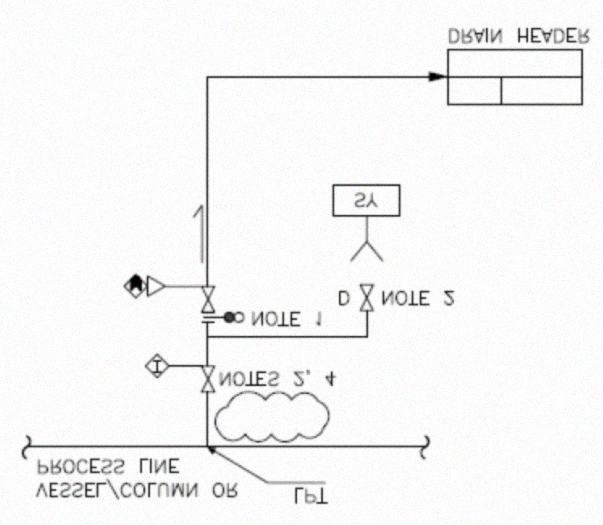 VESSEL/COLUMN OR
PROCESS LINE
LPT
I
NOTES 2, 4
NOTE 1
D
NOTE 2
SY
DRAIN HEADER